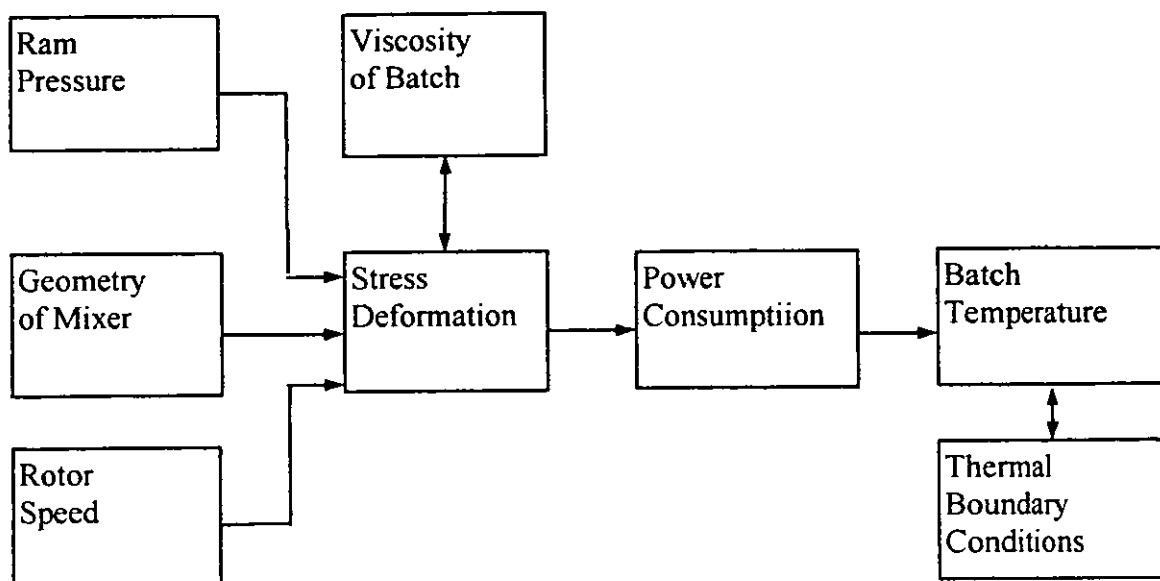 Ram
Pressure
Viscosity
of Batch
Geometry
of Mixer
Stress
Deformation
Power
Consumptiion
Batch
Temperature
Rotor
Speed
Thermal
Boundary
Conditions